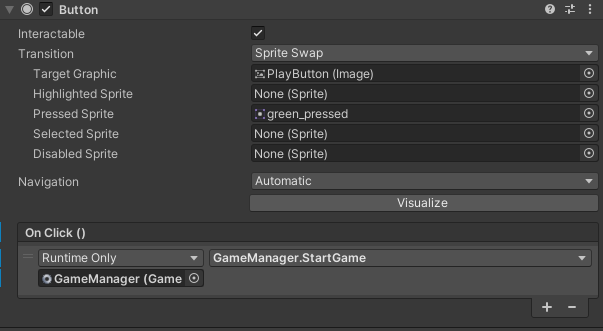 Button
Interactable
Transition Sprite Swap
Target Graphic PlayButton (Image)
Highlighted Sprite None (Sprite)
Pressed Sprite green_pressed
Selected Sprite None (Sprite)
Disabled Sprite None (Sprite)
Navigation Automatic
Visualize
On Click ()
Runtime Only GameManager.StartGame
GameManager (Game